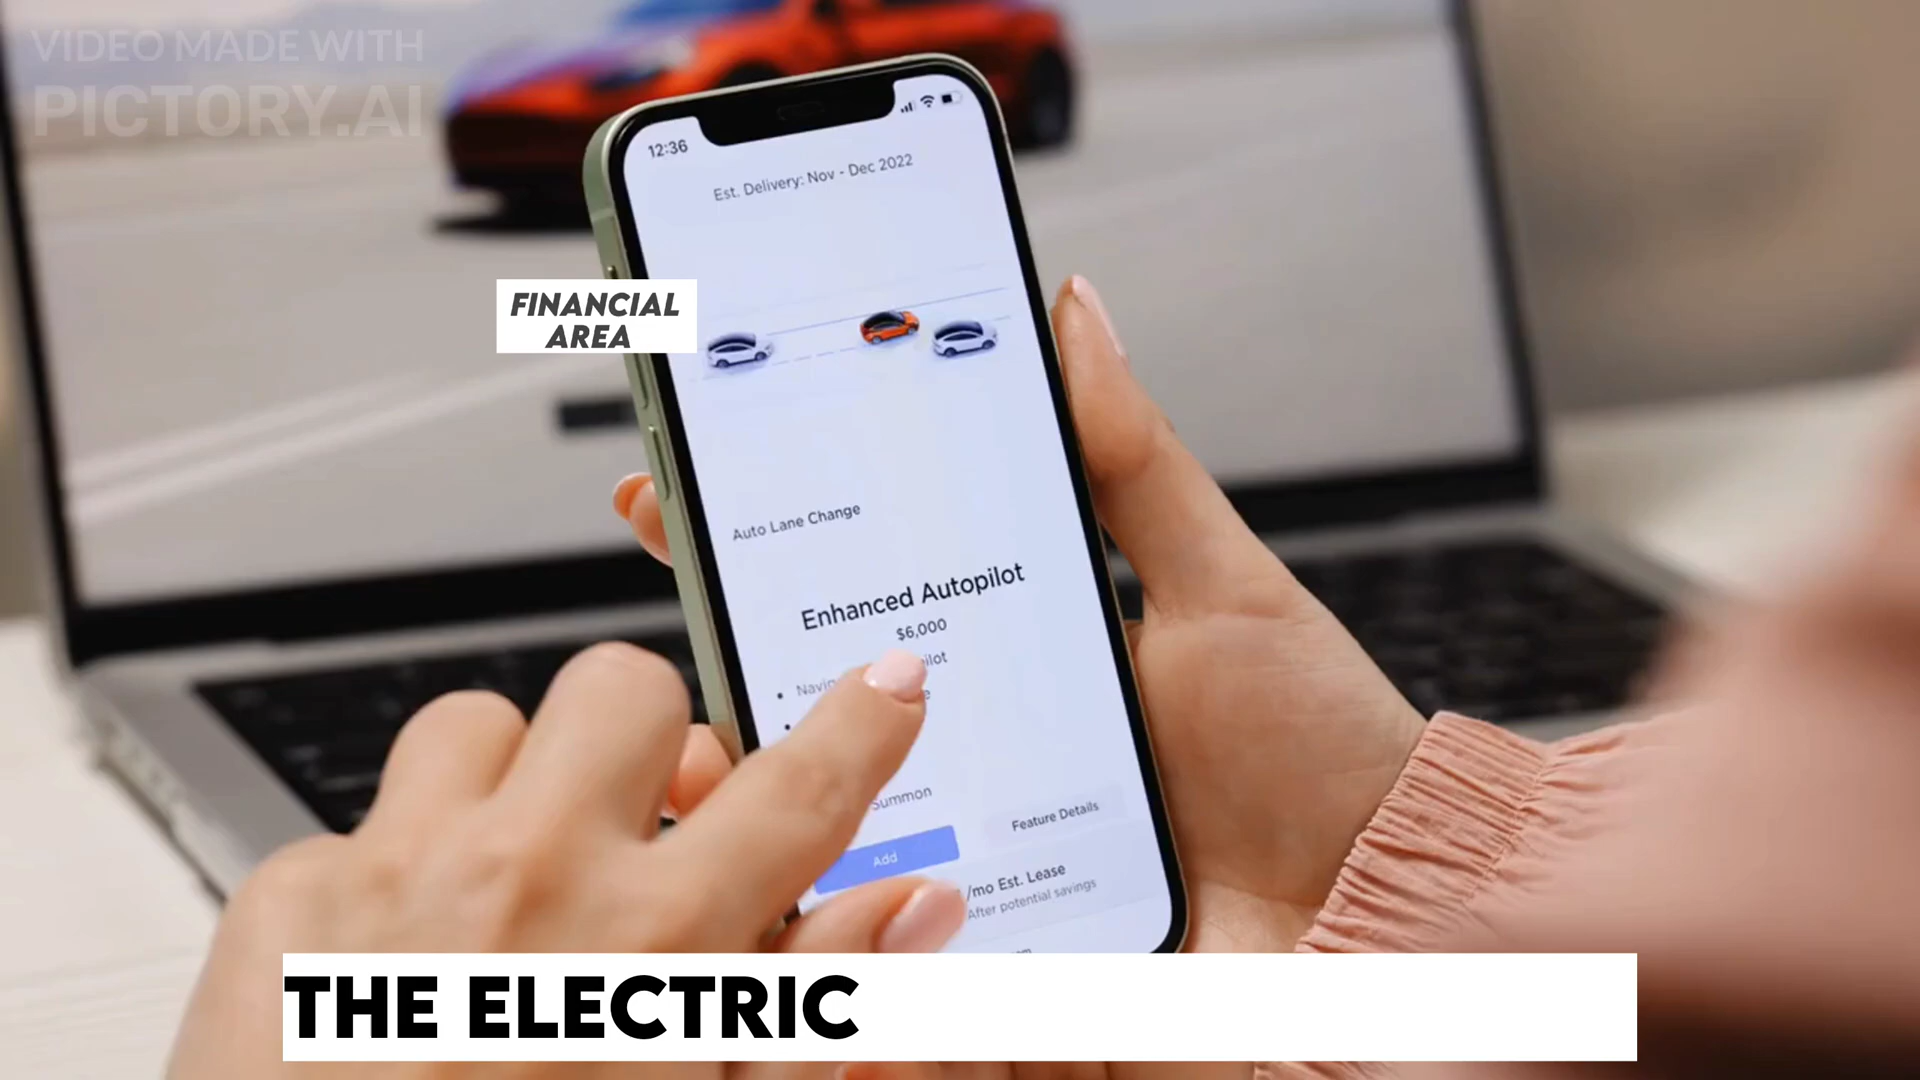 VIDEO MADE WITH
PICTORY.AI
12:36
Est. Delivery: Nov - Dec 2022
FINANCIAL
AREA
Auto Lane Change
Enhanced Autopilot
$6,000
Summon
Feature Details
Add
/mo Est. Lease
After potential savings
THE ELECTRIC